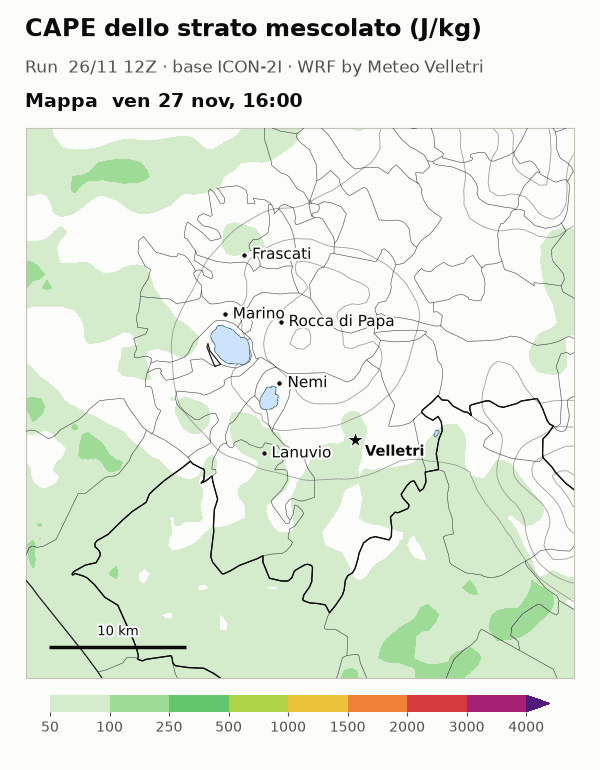 CAPE dello strato mescolato (J/kg)
Run  26/11 12Z · base ICON-2I · WRF by Meteo Velletri
Mappa  ven 27 nov, 16:00
Frascati
Marino
Rocca di Papa
Nemi
Velletri
Lanuvio
10 km
50 100 250 500 1000 1500 2000 3000 4000